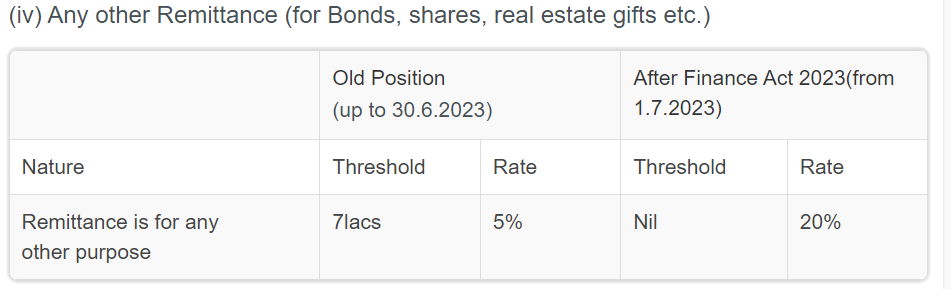 (iv) Any other Remittance (for Bonds, shares, real estate gifts etc.)
Old Position
(up to 30.6.2023)
After Finance Act 2023(from
1.7.2023)
Nature
Threshold
Rate
Threshold
Rate
Remittance is for any
other purpose
7lacs
5%
Nil
20%